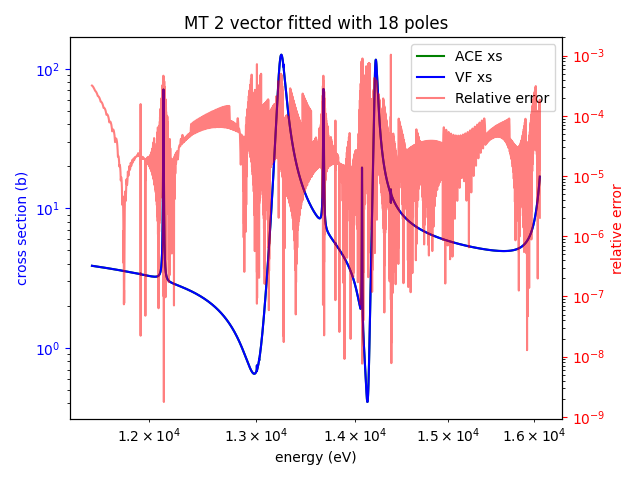 MT 2 vector fitted with 18 poles
ACE xs
VF xs
Relative error
cross section (b)
10²
10¹
10⁰
relative error
10⁻³
10⁻⁴
10⁻⁵
10⁻⁶
10⁻⁷
10⁻⁸
10⁻⁹
1.2 × 10⁴ 1.3 × 10⁴ 1.4 × 10⁴ 1.5 × 10⁴ 1.6 × 10⁴
energy (eV)